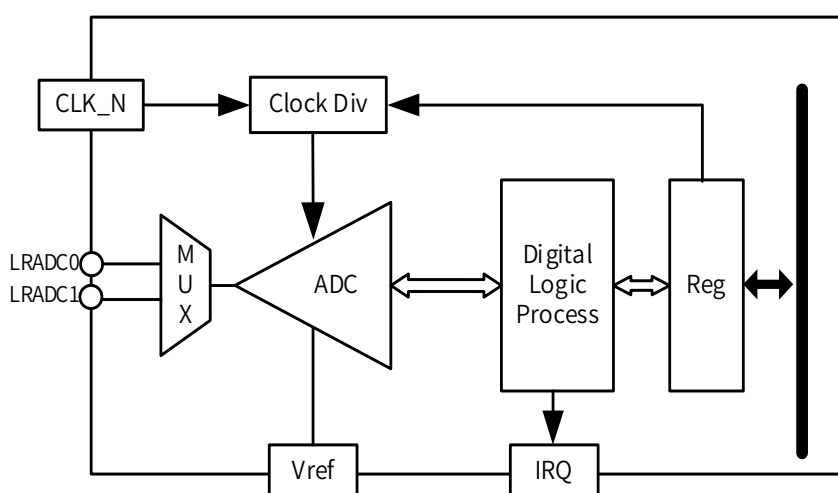 CLK_N
Clock Div
LRADC0
LRADC1
M
U
X
ADC
Digital
Logic
Process
Reg
Vref
IRQ